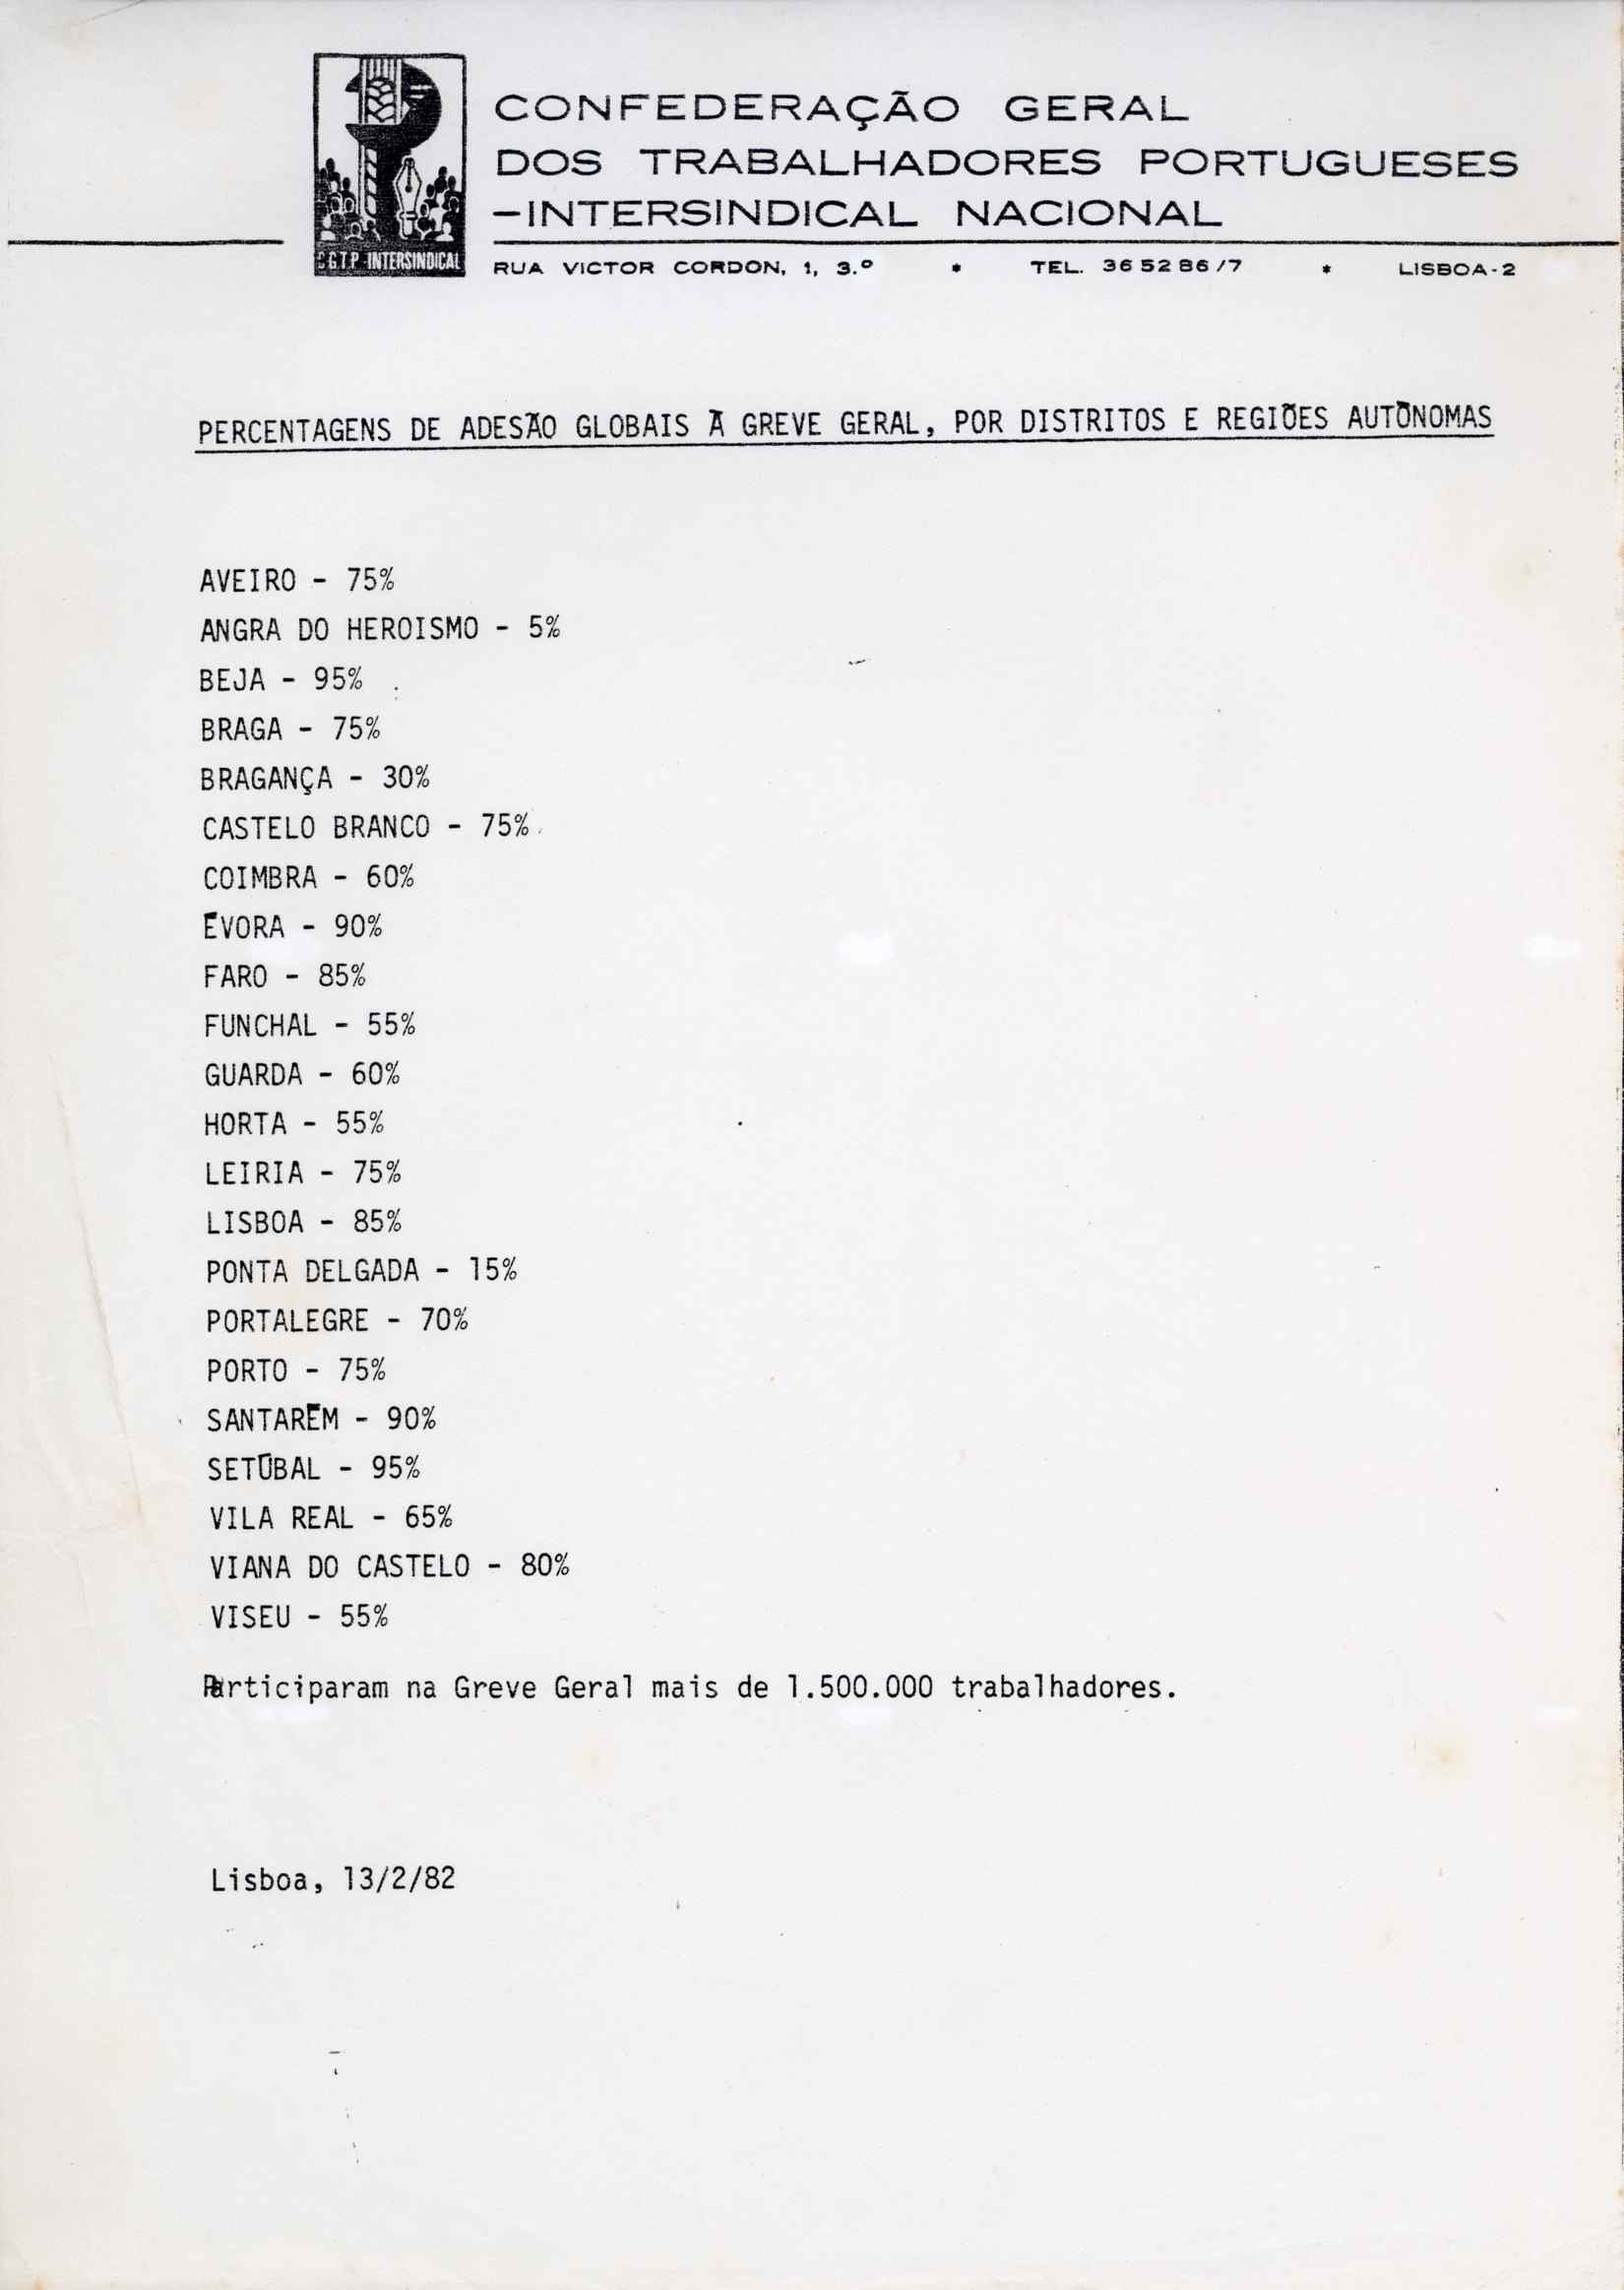 CONFEDERAÇÃO GERAL
DOS TRABALHADORES PORTUGUESES
-INTERSINDICAL NACIONAL
C.G.T.P-INTERSINDICAL
RUA VICTOR CORDON, 1, 3.º * TEL. 36 52 86/7 * LISBOA-2
PERCENTAGENS DE ADESÃO GLOBAIS À GREVE GERAL, POR DISTRITOS E REGIÕES AUTÓNOMAS
AVEIRO - 75%
ANGRA DO HEROISMO - 5%
BEJA - 95%
BRAGA - 75%
BRAGANÇA - 30%
CASTELO BRANCO - 75%
COIMBRA - 60%
ÉVORA - 90%
FARO - 85%
FUNCHAL - 55%
GUARDA - 60%
HORTA - 55%
LEIRIA - 75%
LISBOA - 85%
PONTA DELGADA - 15%
PORTALEGRE - 70%
PORTO - 75%
SANTARÉM - 90%
SETÚBAL - 95%
VILA REAL - 65%
VIANA DO CASTELO - 80%
VISEU - 55%
Participaram na Greve Geral mais de 1.500.000 trabalhadores.
Lisboa, 13/2/82